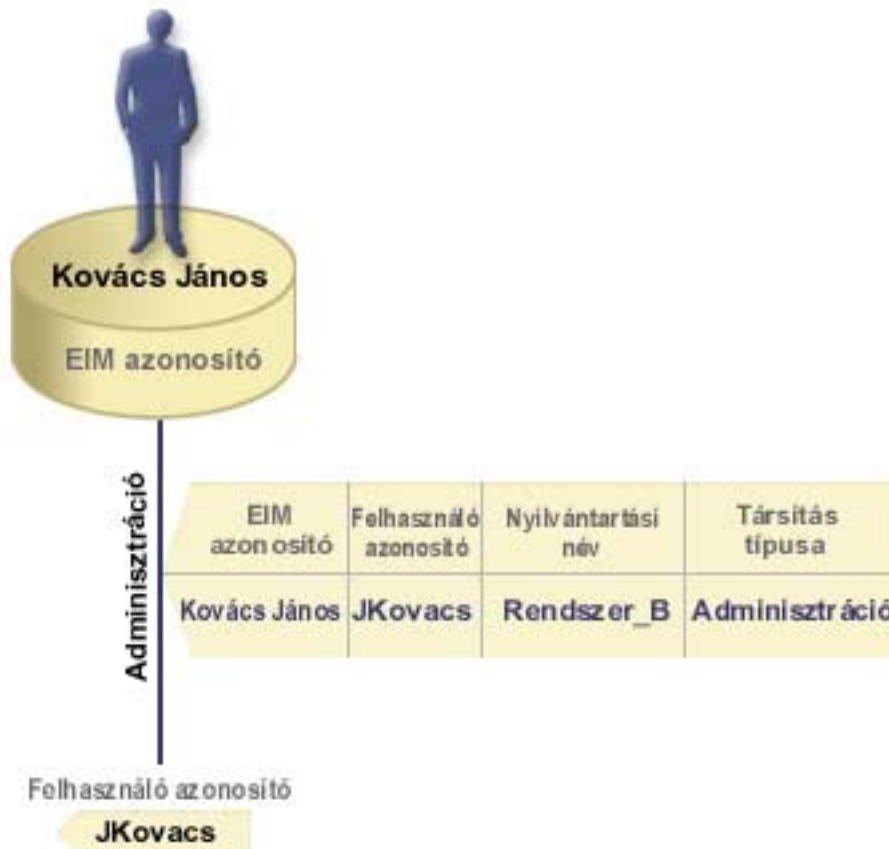 Kovács János
EIM azonosító
Adminisztráció
EIM azonosító
Felhasználó azonosító
Nyilvántartási név
Társítás típusa
Kovács János
JKovacs
Rendszer_B
Adminisztráció
Felhasználó azonosító
JKovacs